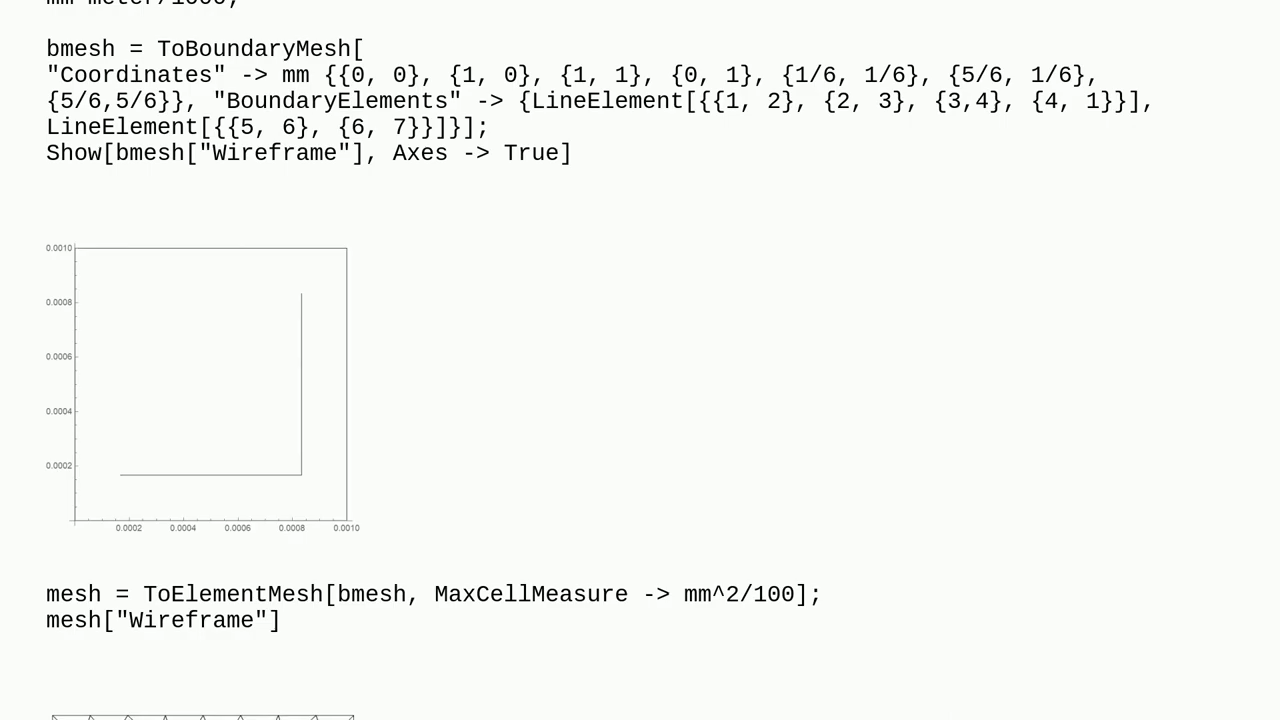 mm meter/1000;
bmesh = ToBoundaryMesh[
"Coordinates" -> mm {{0, 0}, {1, 0}, {1, 1}, {0, 1}, {1/6, 1/6}, {5/6, 1/6},
{5/6,5/6}}, "BoundaryElements" -> {LineElement[{{1, 2}, {2, 3}, {3,4}, {4, 1}}],
LineElement[{{5, 6}, {6, 7}}]}];
Show[bmesh["Wireframe"], Axes -> True]
0.0010
0.0008
0.0006
0.0004
0.0002
0.0002 0.0004 0.0006 0.0008 0.0010
mesh = ToElementMesh[bmesh, MaxCellMeasure -> mm^2/100];
mesh["Wireframe"]